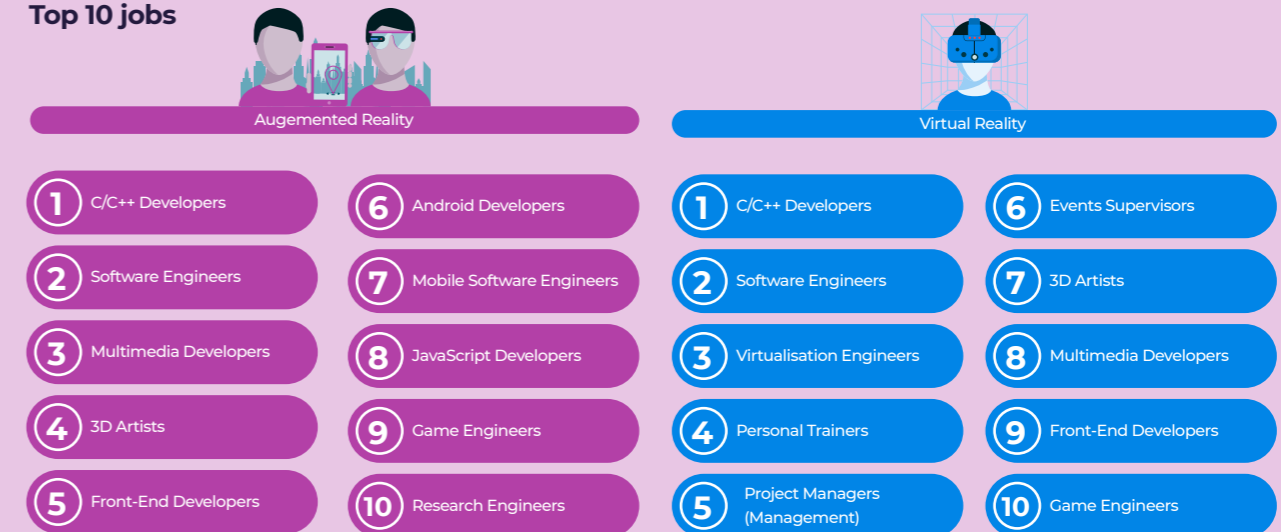 Top 10 jobs
Augemented Reality
1 C/C++ Developers
2 Software Engineers
3 Multimedia Developers
4 3D Artists
5 Front-End Developers
6 Android Developers
7 Mobile Software Engineers
8 JavaScript Developers
9 Game Engineers
10 Research Engineers
Virtual Reality
1 C/C++ Developers
2 Software Engineers
3 Virtualisation Engineers
4 Personal Trainers
5 Project Managers
(Management)
6 Events Supervisors
7 3D Artists
8 Multimedia Developers
9 Front-End Developers
10 Game Engineers